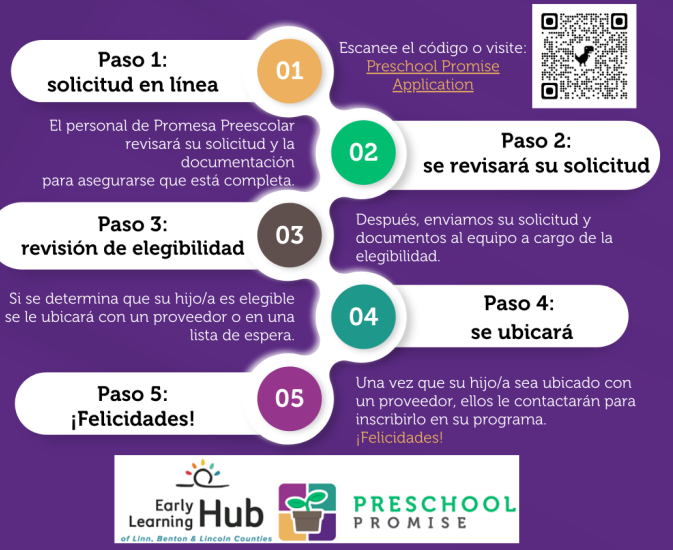 Paso 1:
solicitud en línea
01
Escanee el código o visite:
Preschool Promise
Application
El personal de Promesa Preescolar
revisará su solicitud y la
documentación
para asegurarse que está completa.
02
Paso 2:
se revisará su solicitud
Paso 3:
revisión de elegibilidad
03
Después, enviamos su solicitud y
documentos al equipo a cargo de la
elegibilidad.
Si se determina que su hijo/a es elegible
se le ubicará con un proveedor o en una
lista de espera.
04
Paso 4:
se ubicará
Paso 5:
¡Felicidades!
05
Una vez que su hijo/a sea ubicado con
un proveedor, ellos le contactarán para
inscribirlo en su programa.
¡Felicidades!
Early
Learning Hub
of Linn, Benton & Lincoln Counties
PRESCHOOL
PROMISE